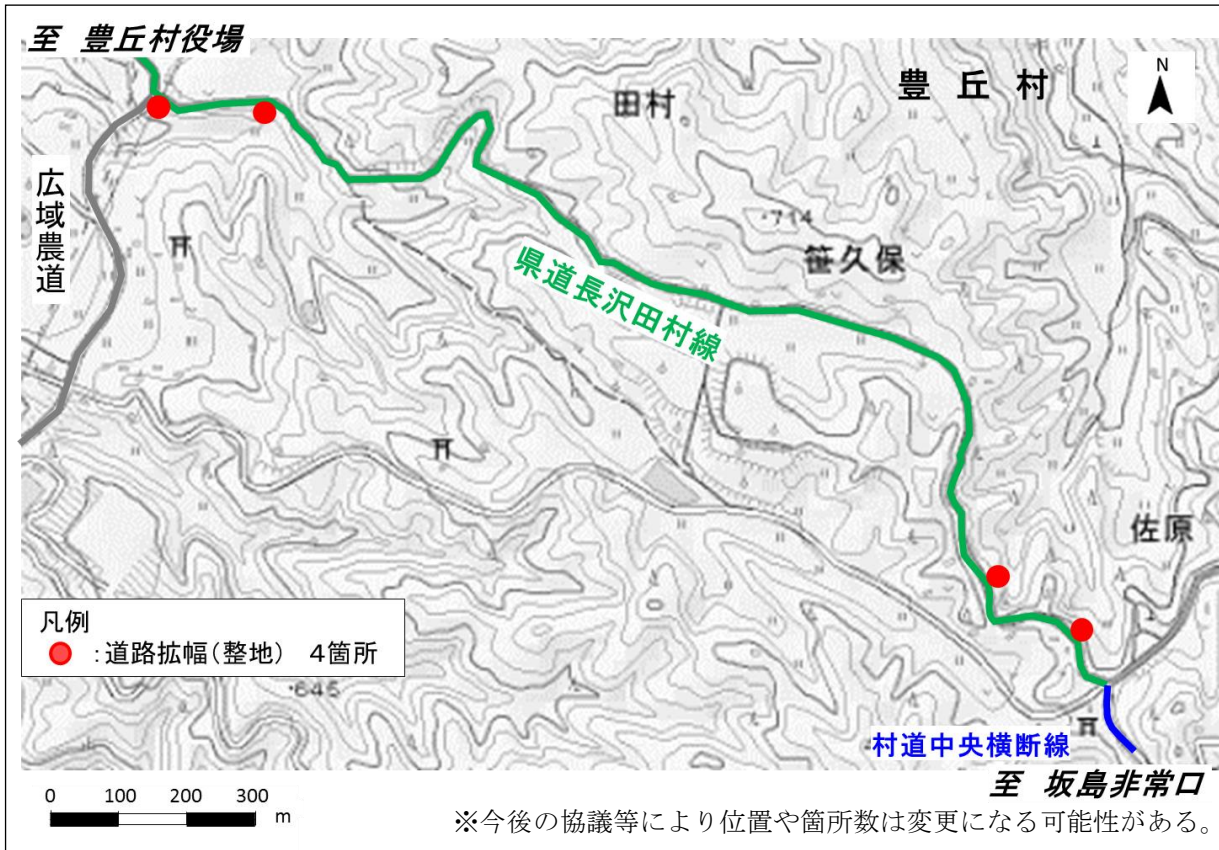 至 豊丘村役場
N
豊丘村
田村
広域農道
・714
笹久保
県道長沢田村線
佐原
凡例
:道路拡幅(整地) 4箇所
・645
村道中央横断線
至 坂島非常口
0 100 200 300 m
※今後の協議等により位置や箇所数は変更になる可能性がある。